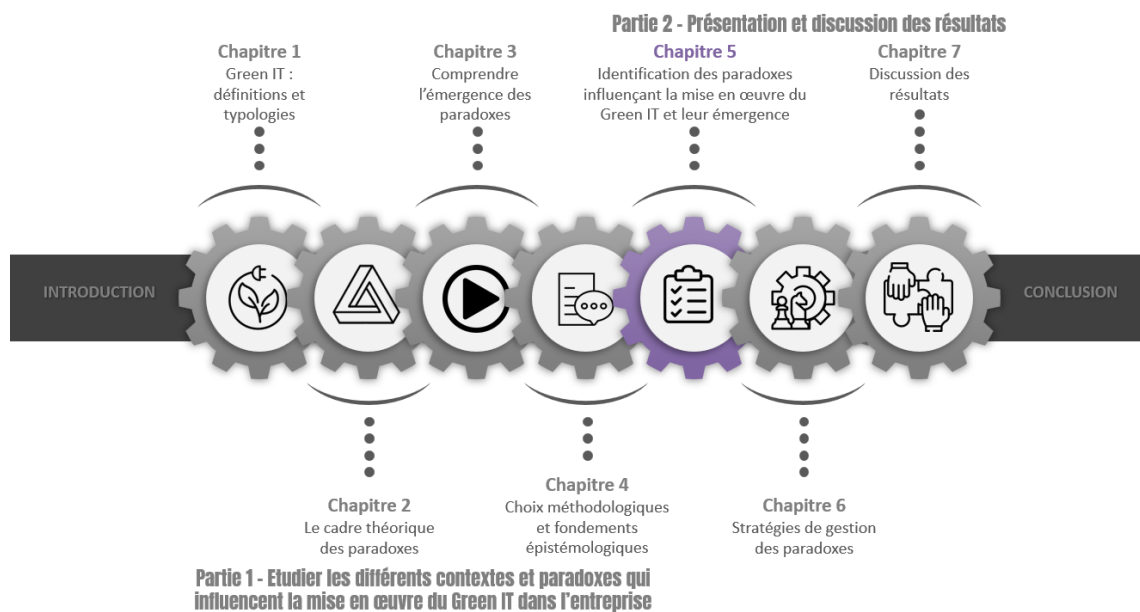 Partie 2 - Présentation et discussion des résultats
Chapitre 1
Green IT :
définitions et
typologies
Chapitre 3
Comprendre
l'émergence des
paradoxes
Chapitre 5
Identification des paradoxes
influençant la mise en œuvre du
Green IT et leur émergence
Chapitre 7
Discussion des
résultats
INTRODUCTION
CONCLUSION
Chapitre 2
Le cadre théorique
des paradoxes
Chapitre 4
Choix méthodologiques
et fondements
épistémologiques
Chapitre 6
Stratégies de gestion
des paradoxes
Partie 1 - Etudier les différents contextes et paradoxes qui
influencent la mise en œuvre du Green IT dans l'entreprise